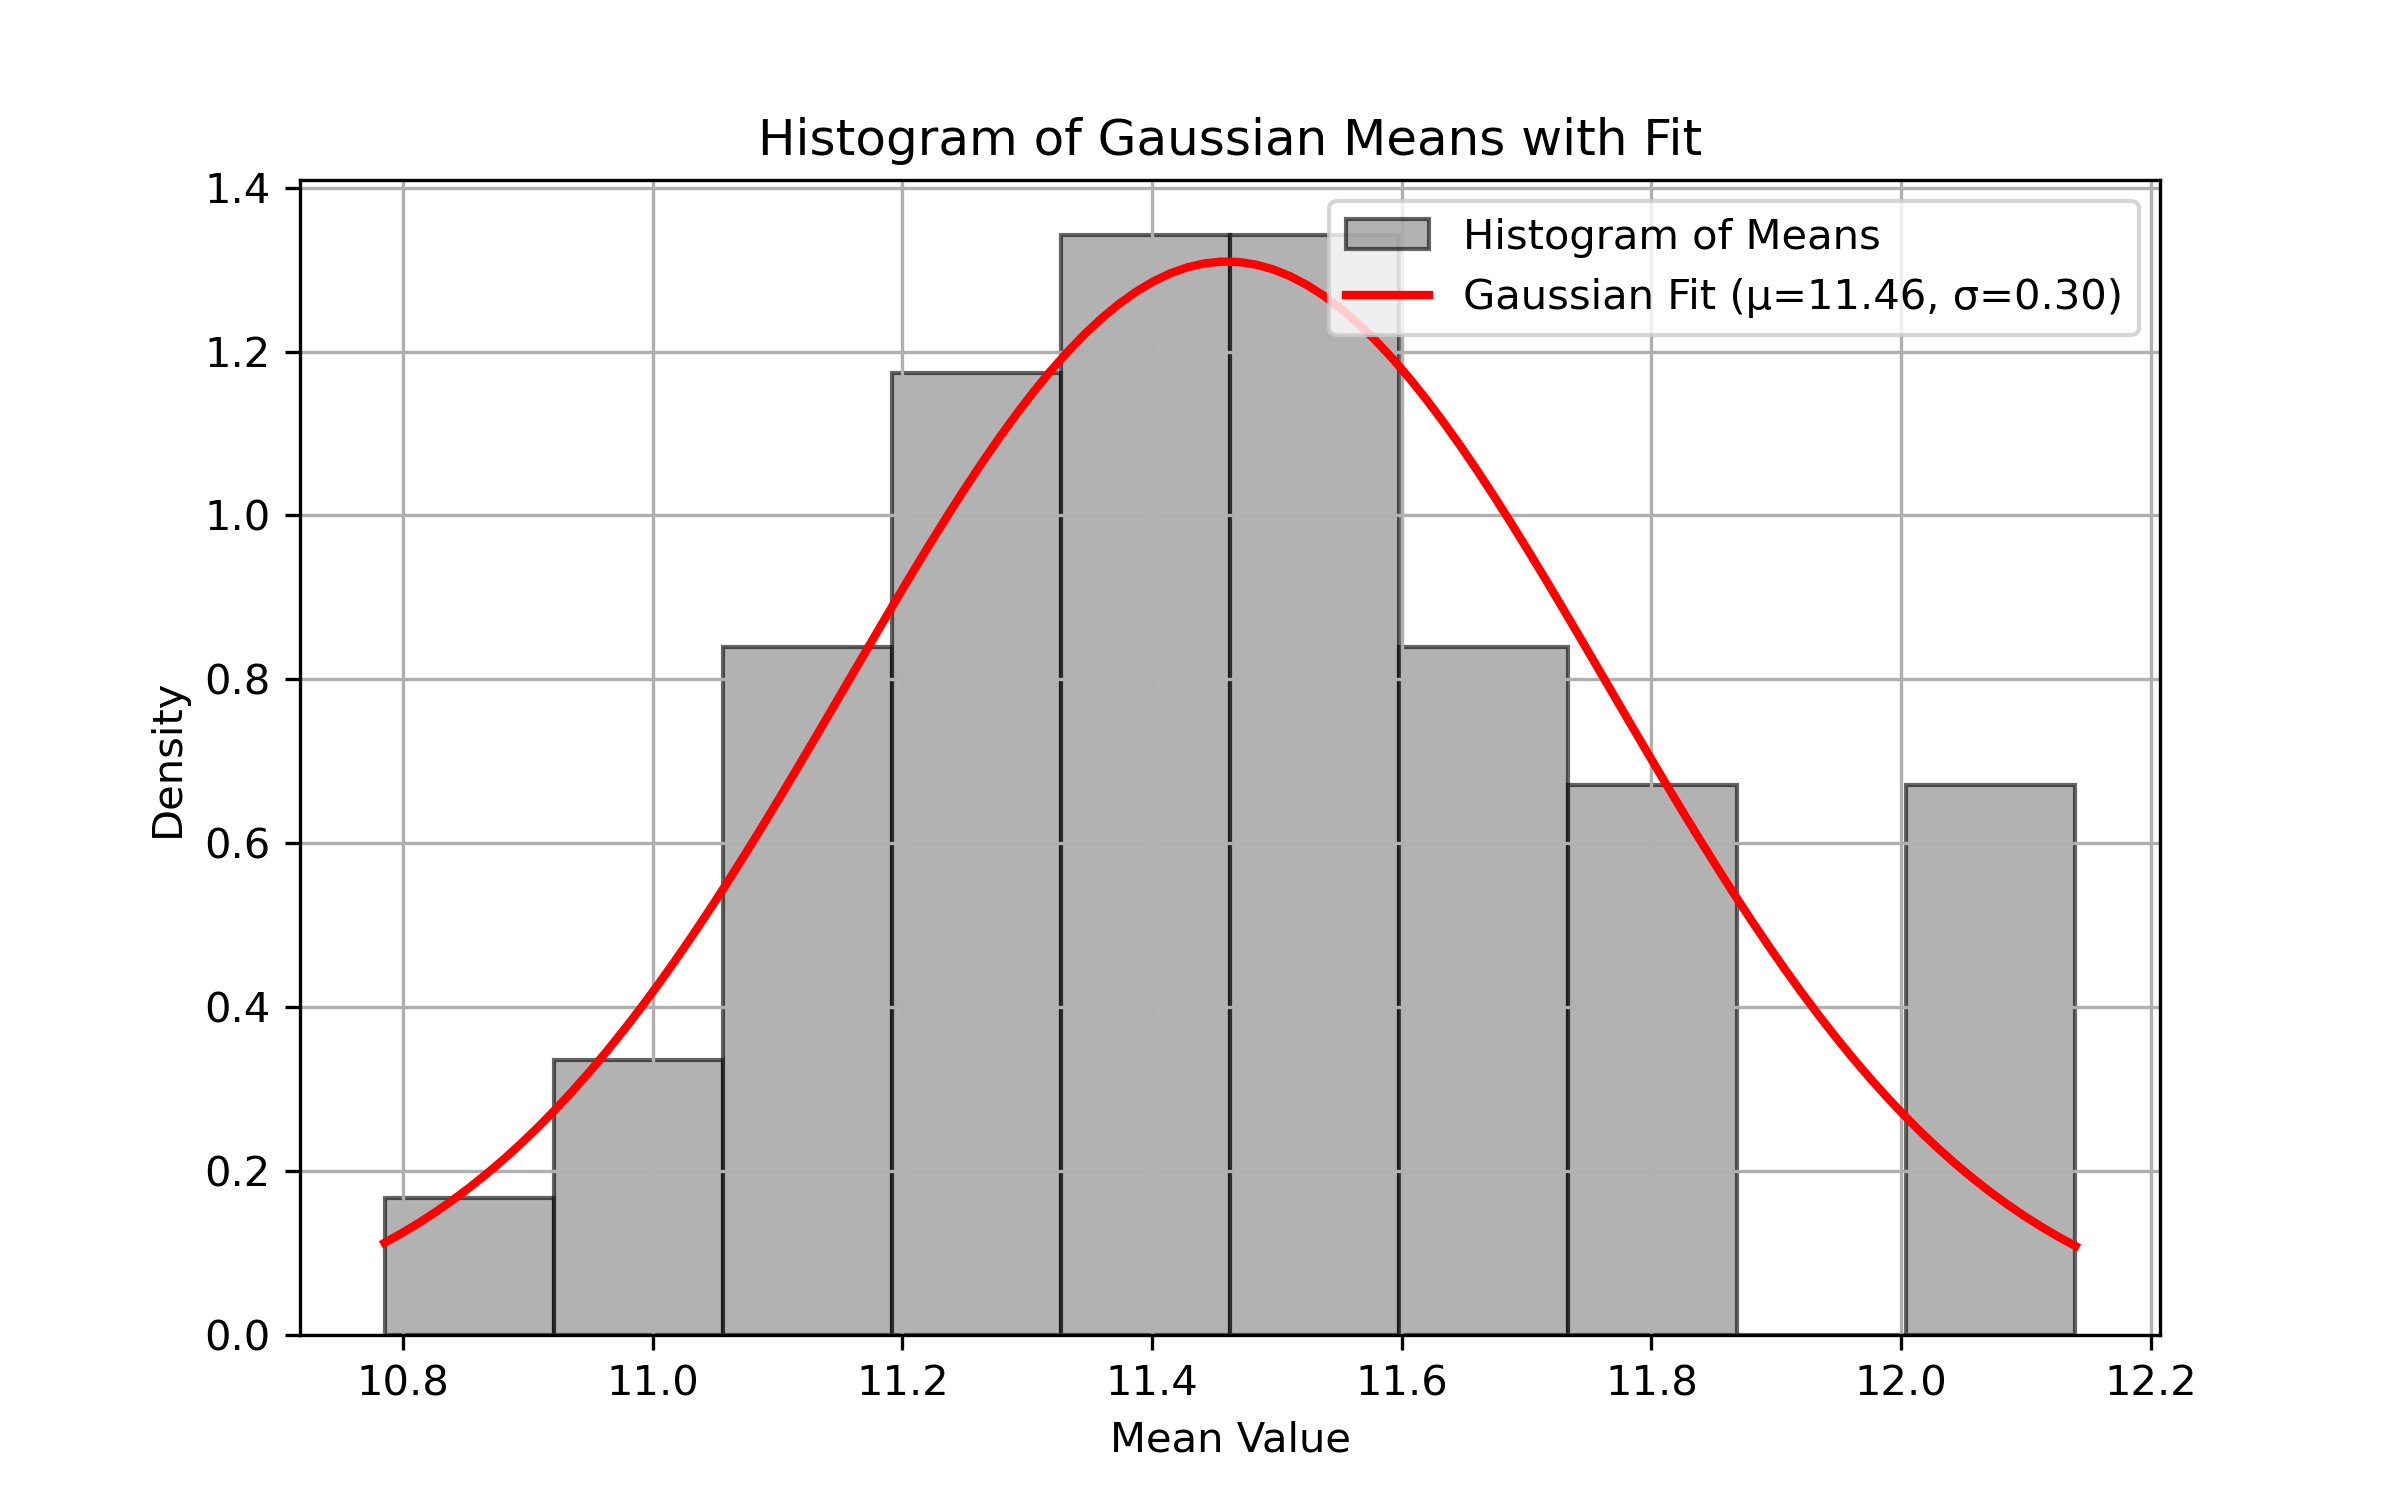 Histogram of Gaussian Means with Fit
Histogram of Means
Gaussian Fit (μ=11.46, σ=0.30)
1.4
1.2
1.0
0.8
0.6
0.4
0.2
0.0
Density
10.8 11.0 11.2 11.4 11.6 11.8 12.0 12.2
Mean Value